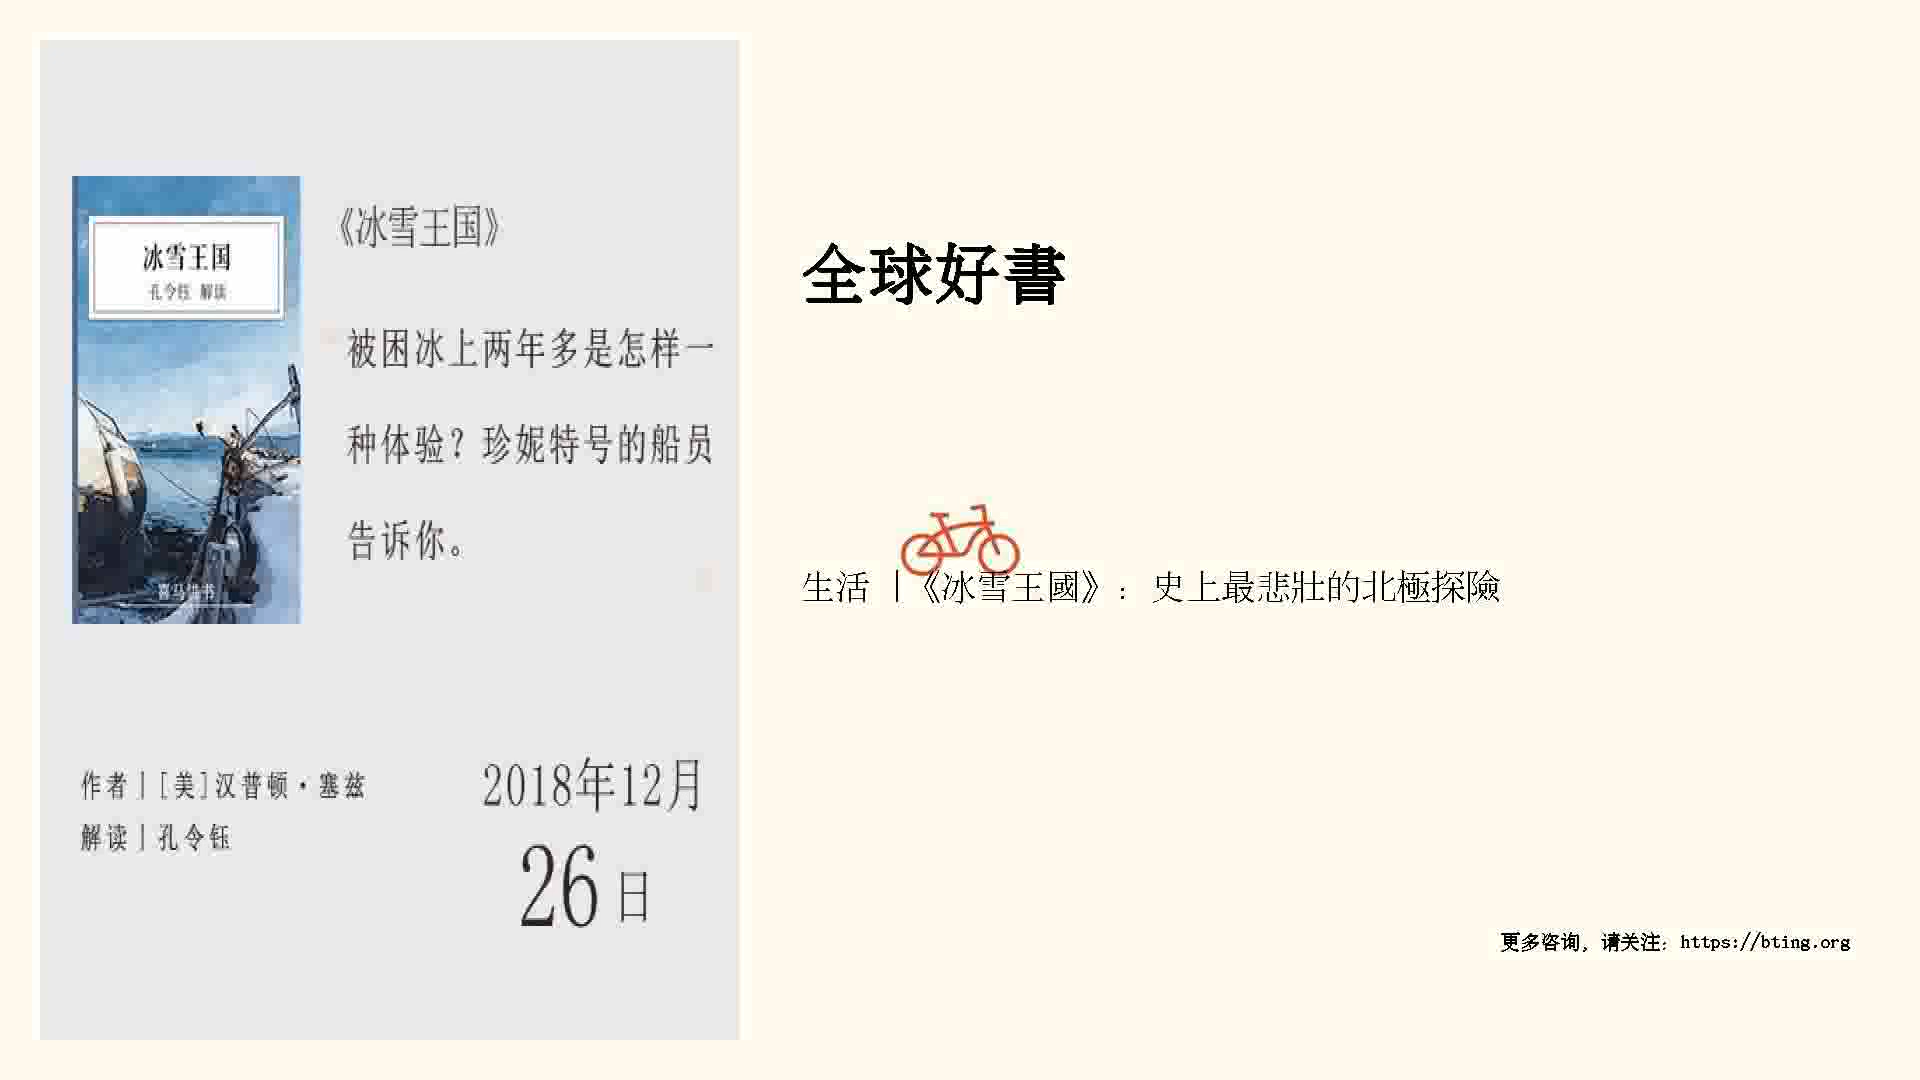 冰雪王国
孔令钰 解读
喜马讲书
《冰雪王国》
被困冰上两年多是怎样一
种体验？珍妮特号的船员
告诉你。
作者丨[美]汉普顿·塞兹
解读丨孔令钰
2018年12月
26日
全球好書
生活 ｜《冰雪王國》：史上最悲壯的北極探險
更多咨询，请关注：https://bting.org